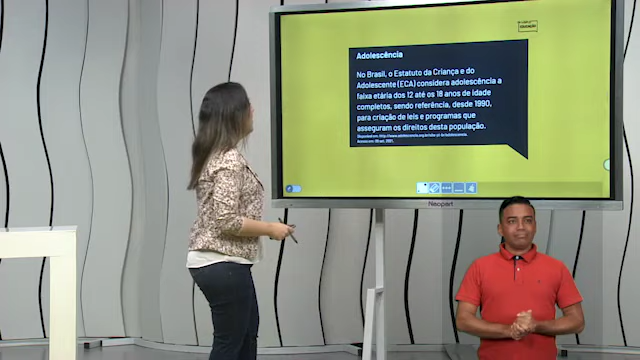 Adolescência
No Brasil, o Estatuto da Criança e do
Adolescente (ECA) considera adolescência a
faixa etária dos 12 até os 18 anos de idade
completos, sendo referência, desde 1990,
para criação de leis e programas que
asseguram os direitos desta população.
Neopart